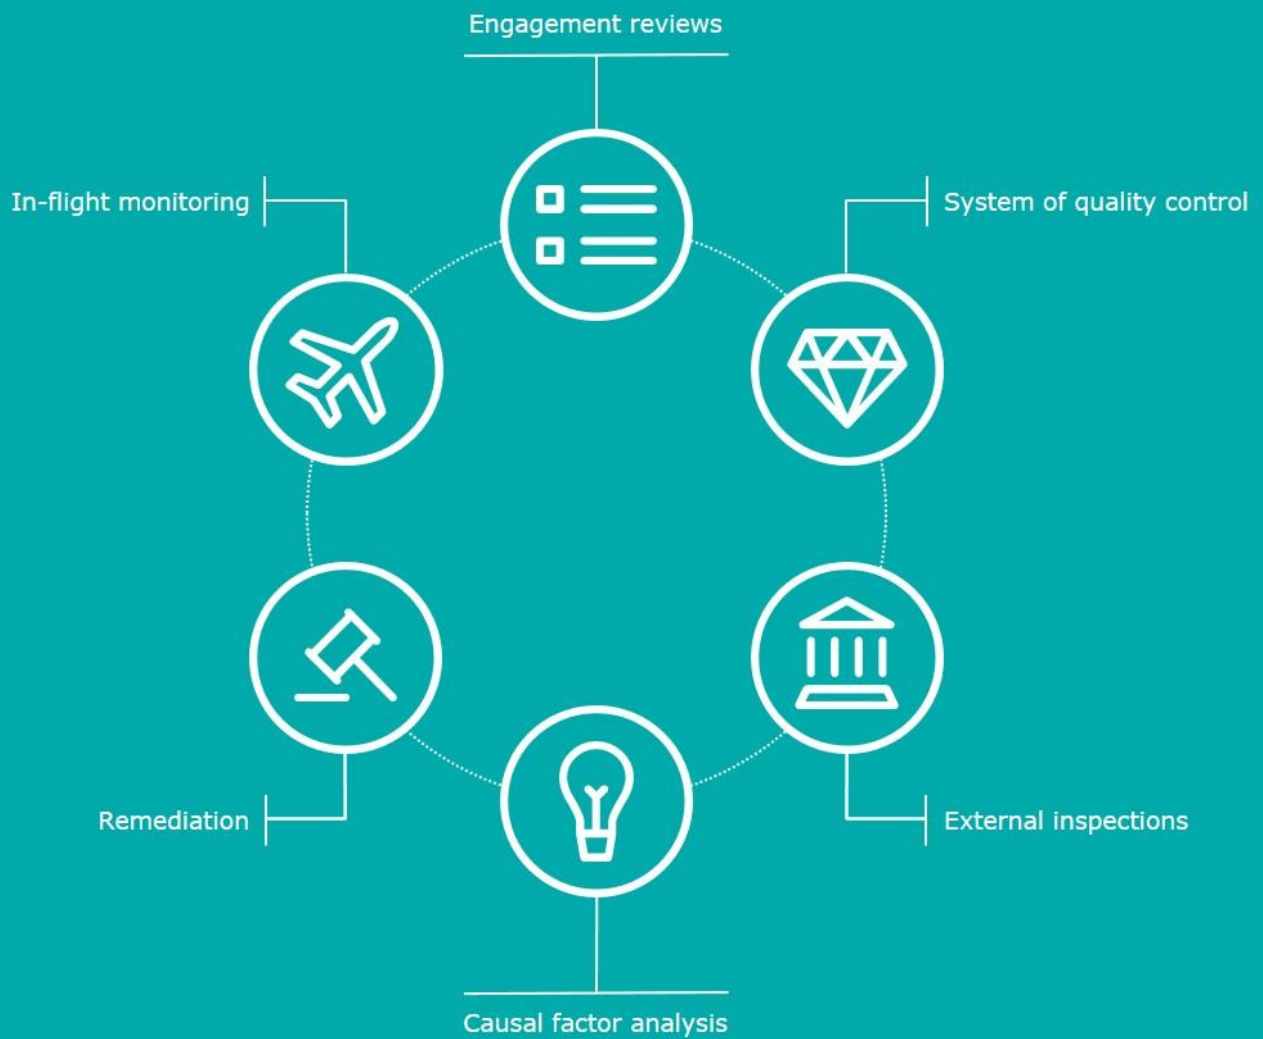 Engagement reviews
In-flight monitoring
System of quality control
Remediation
External inspections
Causal factor analysis